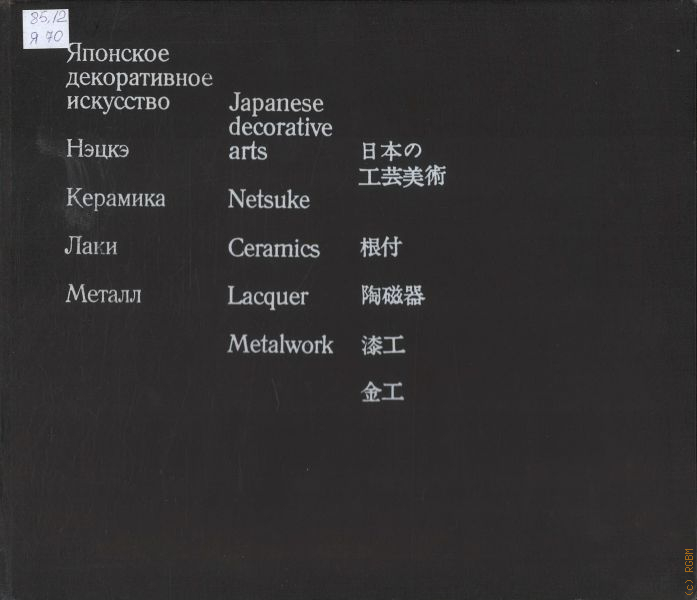 85.12
Я 70
Японское
декоративное
искусство
Нэцкэ
Керамика
Лаки
Металл
Japanese
decorative
arts
Netsuke
Ceramics
Lacquer
Metalwork
日本の
工芸美術
根付
陶磁器
漆工
金工
(c) RGBM